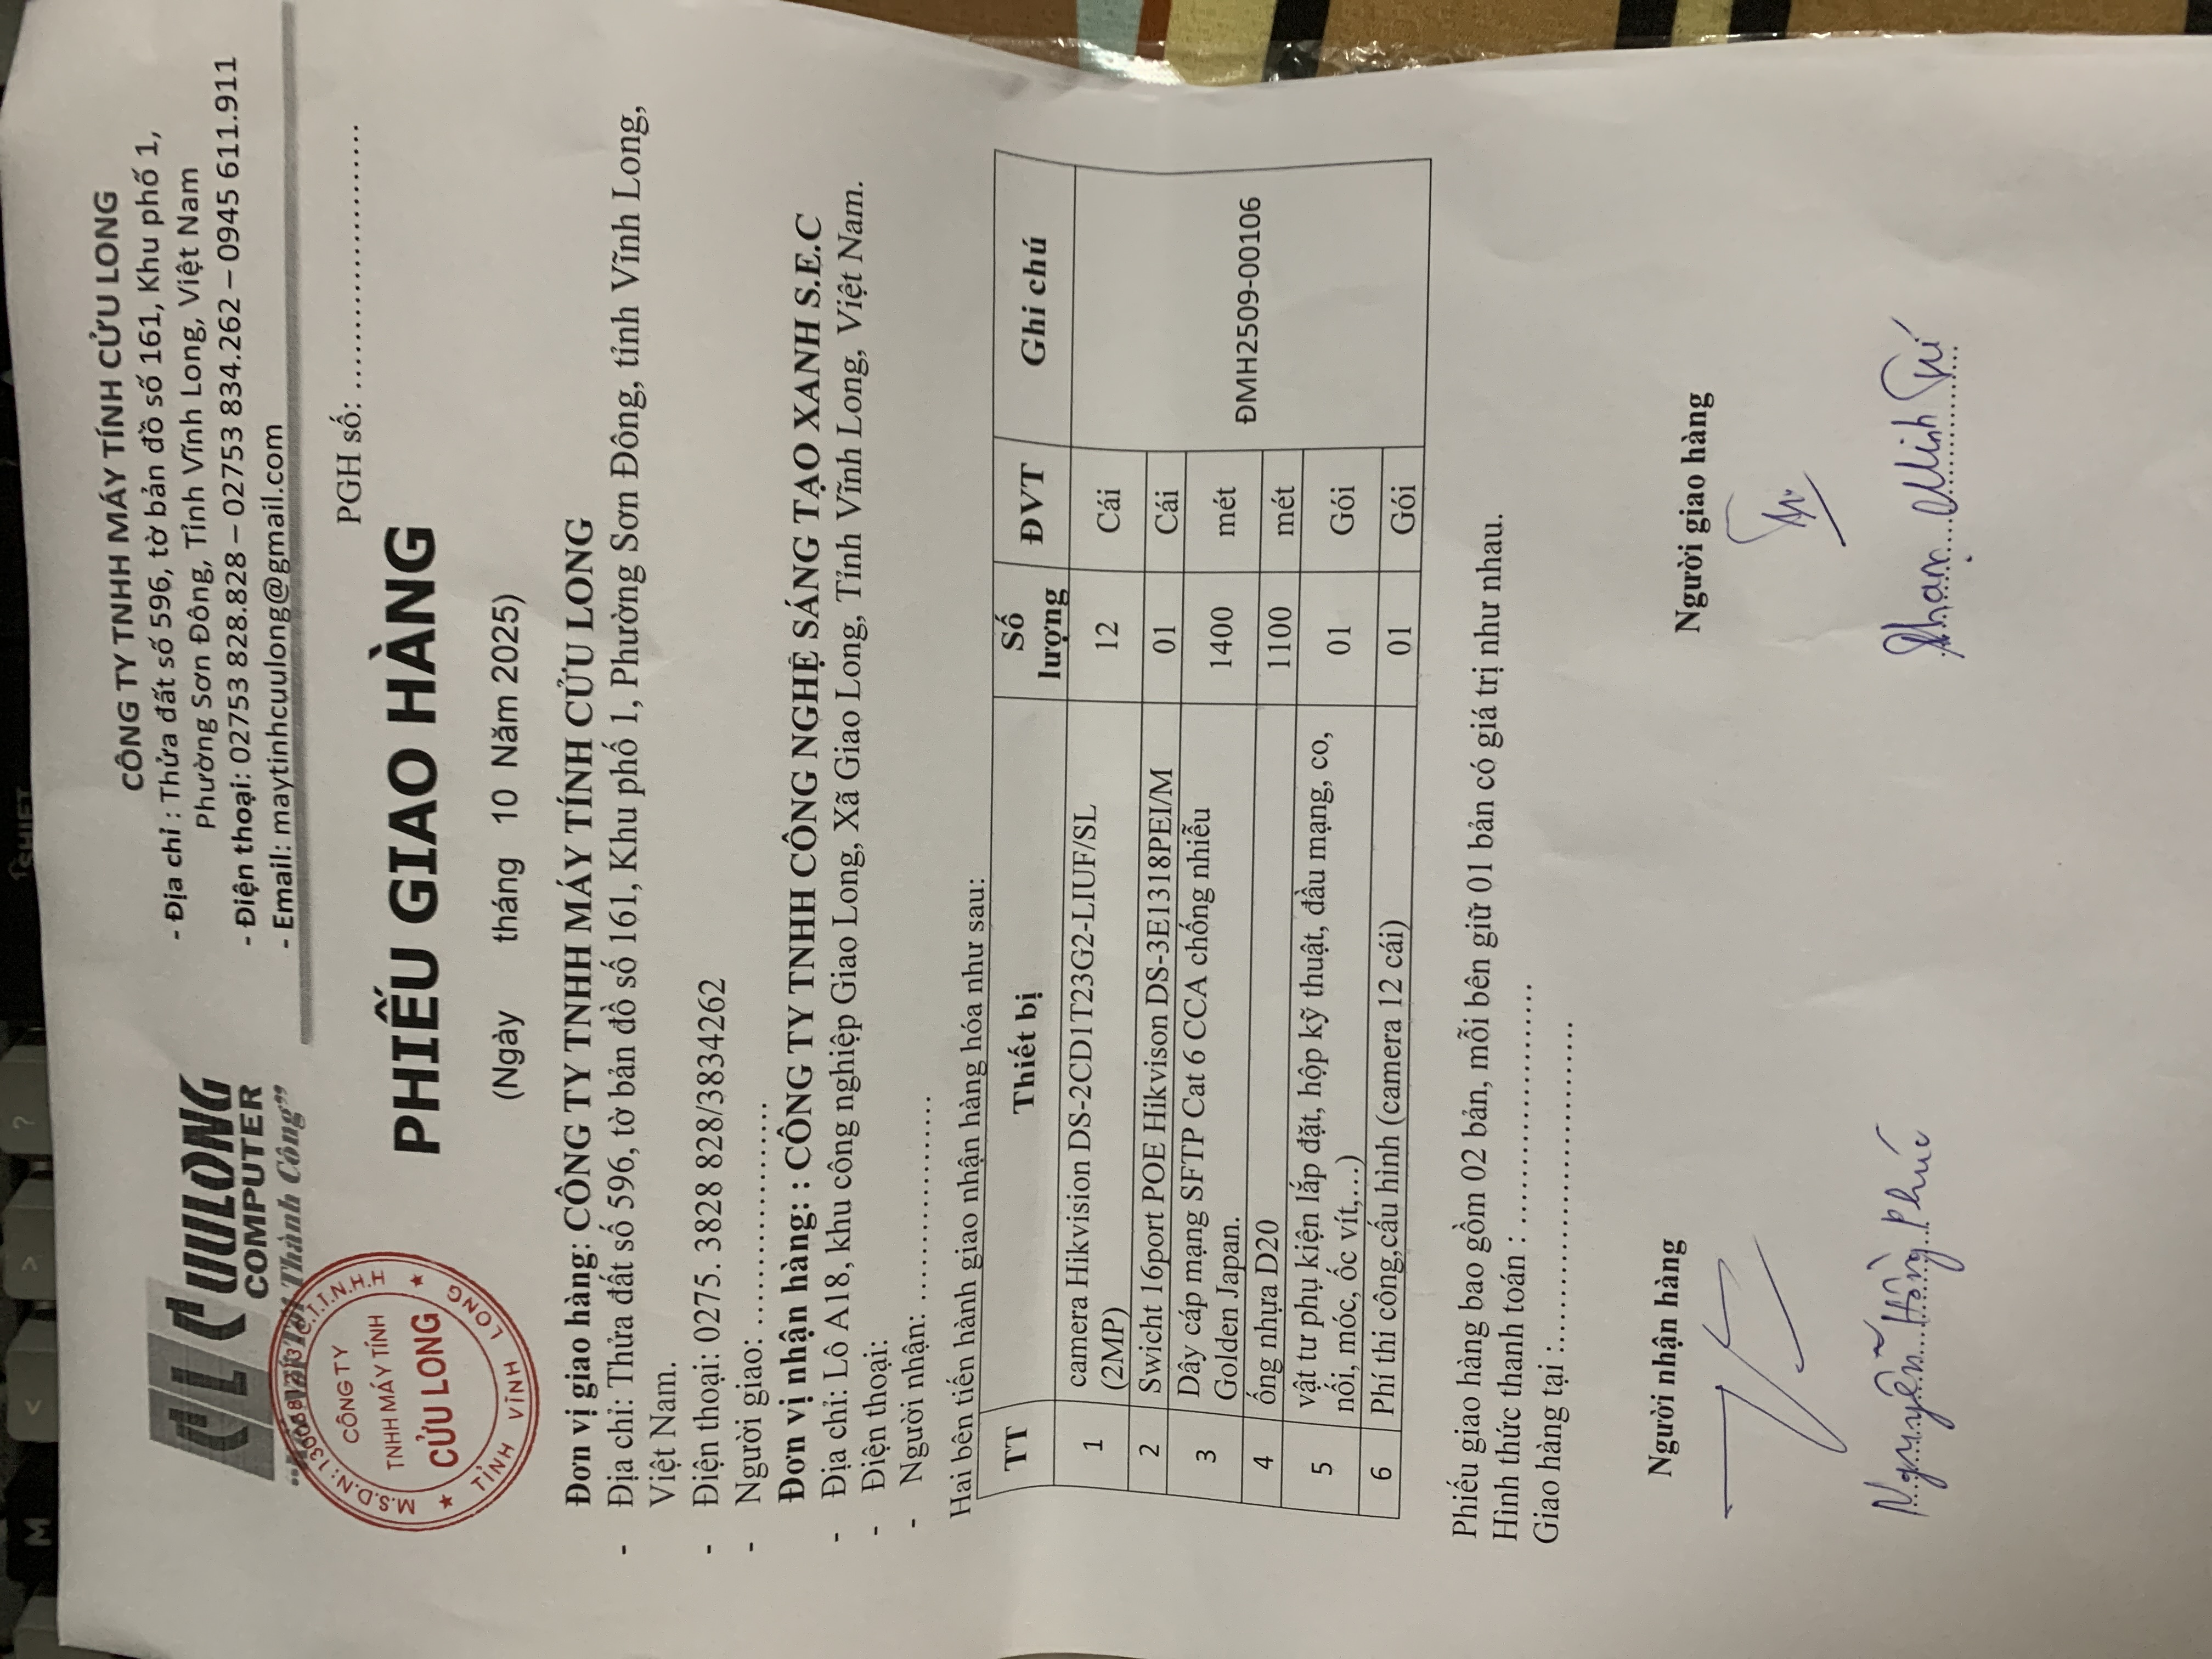 CUULONG
COMPUTER
Thành Công”
CÔNG TY TNHH MÁY TÍNH CỬU LONG
- Địa chỉ : Thửa đất số 596, tờ bản đồ số 161, Khu phố 1,
Phường Sơn Đông, Tỉnh Vĩnh Long, Việt Nam
- Điện thoại: 02753 828.828 – 02753 834.262 – 0945 611.911
- Email: maytinhcuulong@gmail.com
M.S.D.N: C.T.T.N.H.H
CÔNG TY
TNHH MÁY TÍNH
CỬU LONG
TỈNH VĨNH LONG
PGH số: ........................
PHIẾU GIAO HÀNG
(Ngày tháng 10 Năm 2025)
Đơn vị giao hàng: CÔNG TY TNHH MÁY TÍNH CỬU LONG
- Địa chỉ: Thửa đất số 596, tờ bản đồ số 161, Khu phố 1, Phường Sơn Đông, tỉnh Vĩnh Long,
Việt Nam.
- Điện thoại: 0275. 3828 828/3834262
- Người giao: ........................
Đơn vị nhận hàng: : CÔNG TY TNHH CÔNG NGHỆ SÁNG TẠO XANH S.E.C
- Địa chỉ: Lô A18, khu công nghiệp Giao Long, Xã Giao Long, Tỉnh Vĩnh Long, Việt Nam.
- Điện thoại:
- Người nhận: ......................
Hai bên tiến hành giao nhận hàng hóa như sau:
TT Thiết bị Số lượng ĐVT Ghi chú
1 camera Hikvision DS-2CD1T23G2-LIUF/SL 12 Cái
(2MP)
2 Swicht 16port POE Hikvison DS-3E1318PEI/M 01 Cái
3 Dây cáp mạng SFTP Cat 6 CCA chống nhiễu 1400 mét ĐMH2509-00106
Golden Japan.
4 ống nhựa D20 1100 mét
5 vật tư phụ kiện lắp đặt, hộp kỹ thuật, đầu mạng, co, 01 Gói
nối, móc, ốc vít,…)
6 Phí thi công,cấu hình (camera 12 cái) 01 Gói
Phiếu giao hàng bao gồm 02 bản, mỗi bên giữ 01 bản có giá trị như nhau.
Hình thức thanh toán : ............................
Giao hàng tại :....................................
Người nhận hàng Người giao hàng
Nguyễn Hồng Phúc Phạm Minh Trí
M
<
>
?
SHIFT